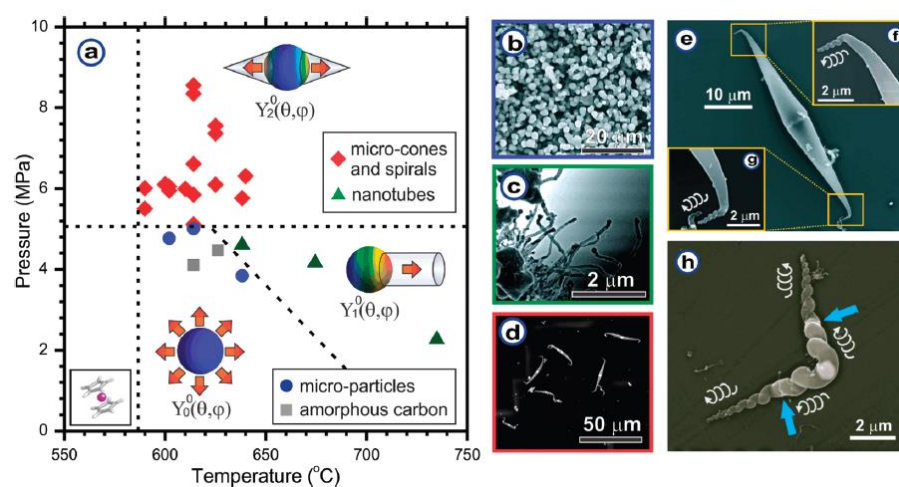 a
Pressure (MPa)
10
8
6
4
2
0
550
600
650
700
750
Temperature (°C)
Y₂⁰(θ,φ)
micro-cones
and spirals
nanotubes
Y₁⁰(θ,φ)
Y₀⁰(θ,φ)
micro-particles
amorphous carbon
b
20 μm
c
2 μm
d
50 μm
e
10 μm
f
2 μm
g
2 μm
h
2 μm